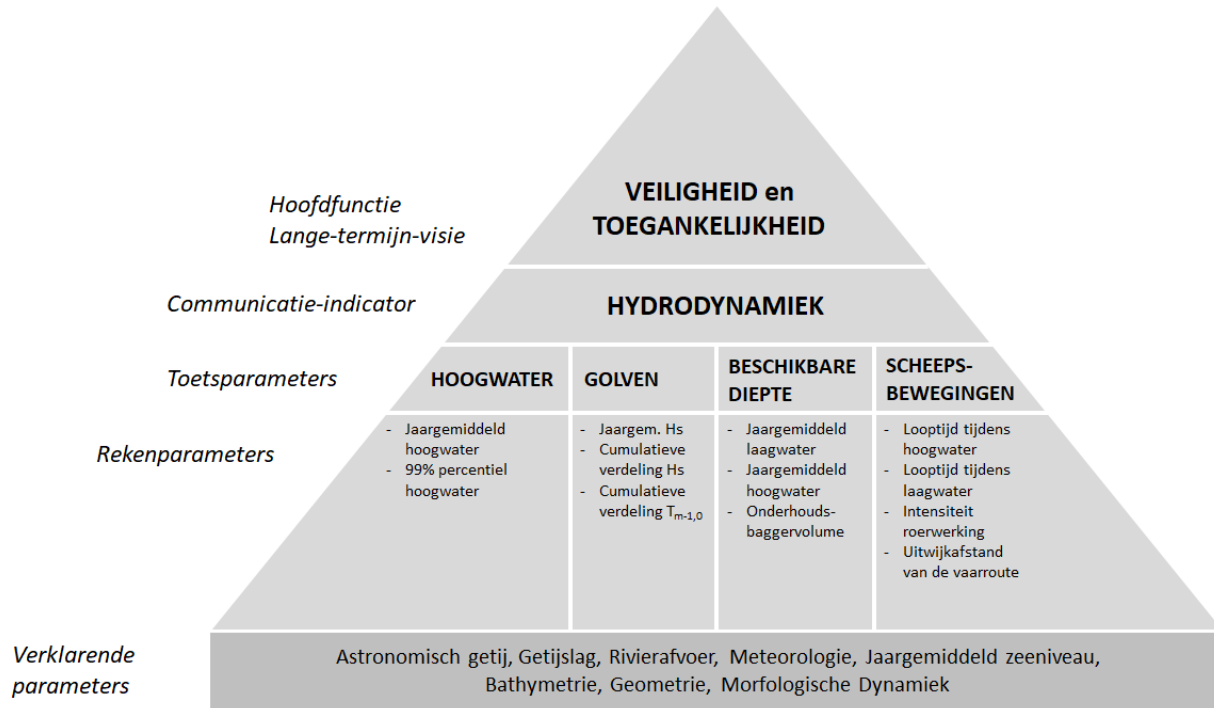 Hoofdfunctie
Lange-termijn-visie
VEILIGHEID en
TOEGANKELIJKHEID
Communicatie-indicator
HYDRODYNAMIEK
Toetsparameters
HOOGWATER
GOLVEN
BESCHIKBARE
DIEPTE
SCHEEPS-
BEWEGINGEN
Rekenparameters
- Jaargemiddeld
hoogwater
- 99% percentiel
hoogwater
- Jaargem. Hs
- Cumulatieve
verdeling Hs
- Cumulatieve
verdeling Tm-1,0
- Jaargemiddeld
laagwater
- Jaargemiddeld
hoogwater
- Onderhouds-
baggervolume
- Looptijd tijdens
hoogwater
- Looptijd tijdens
laagwater
- Intensiteit
roerwerking
- Uitwijkafstand
van de vaarroute
Verklarende
parameters
Astronomisch getij, Getijslag, Rivierafvoer, Meteorologie, Jaargemiddeld zeeniveau,
Bathymetrie, Geometrie, Morfologische Dynamiek